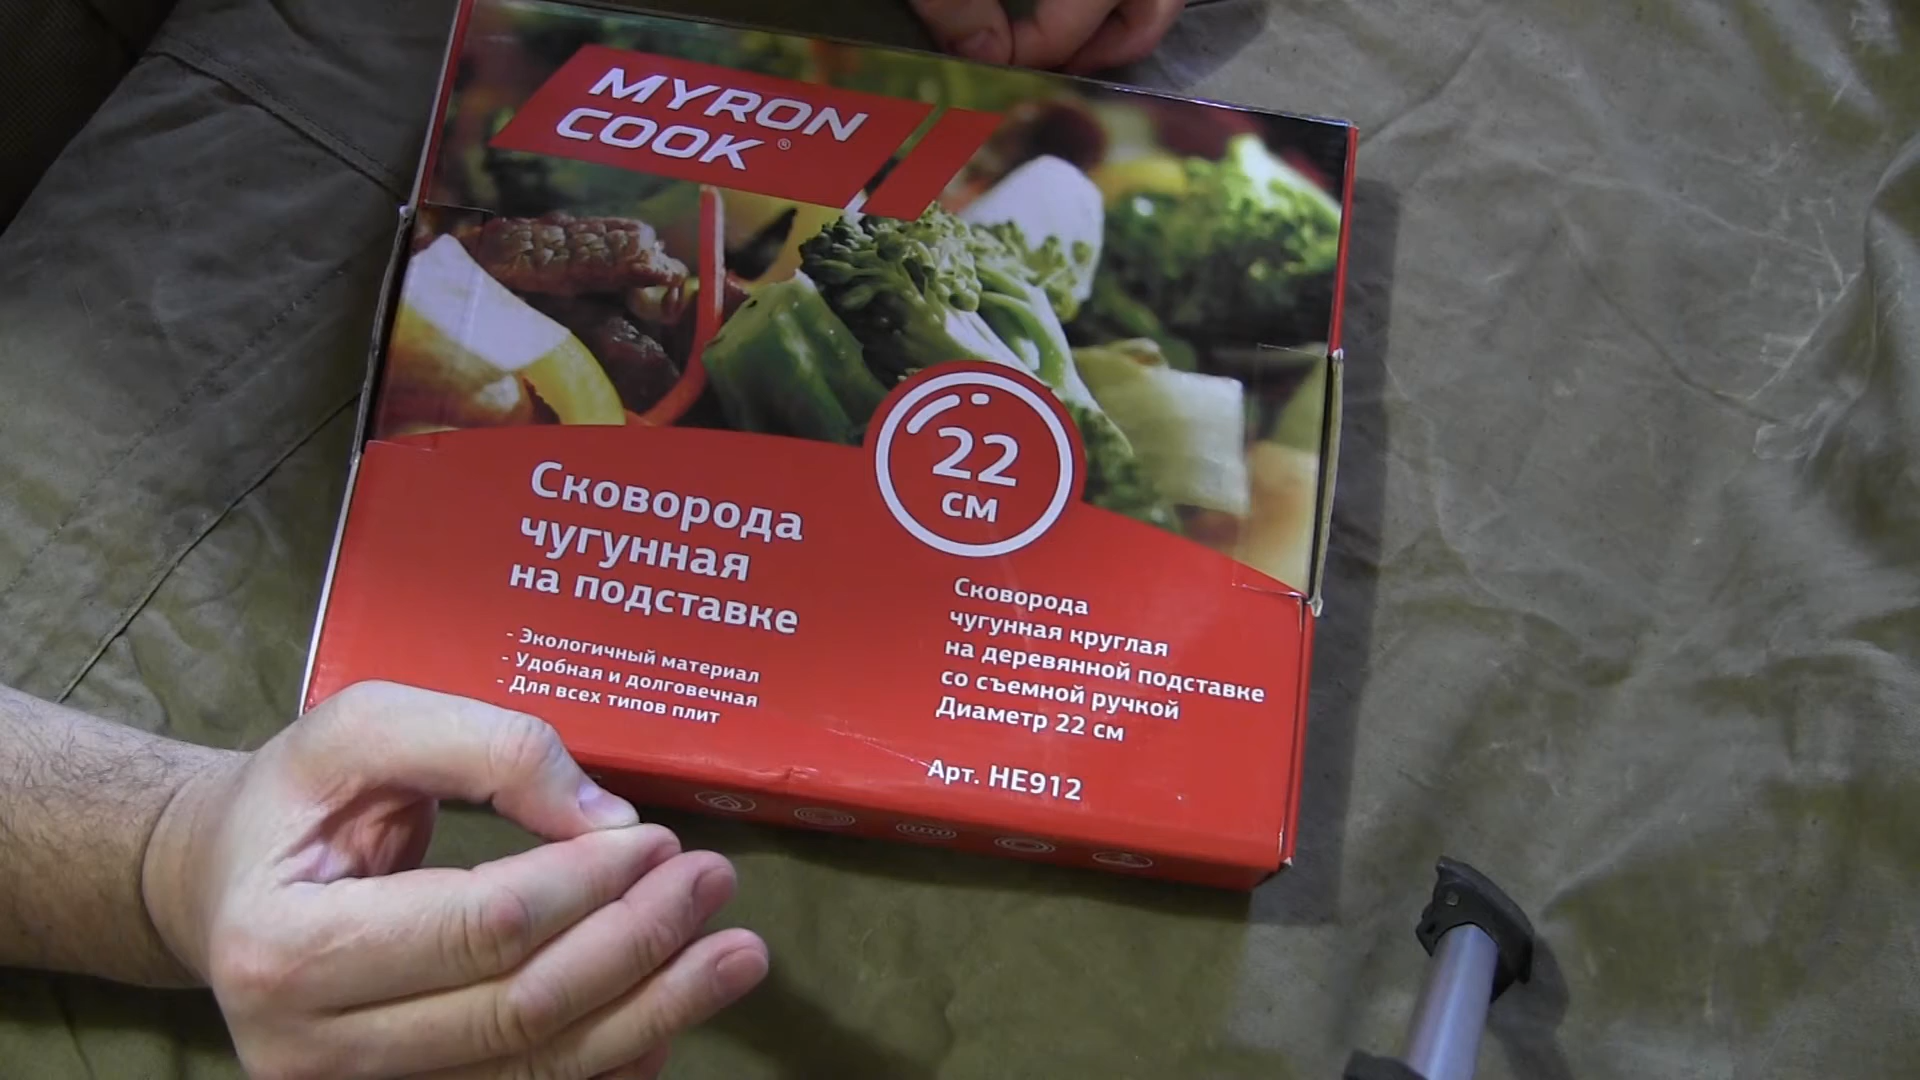 MYRON
COOK ®
22
см
Сковорода
чугунная
на подставке
- Экологичный материал
- Удобная и долговечная
- Для всех типов плит
Сковорода
чугунная круглая
на деревянной подставке
со съемной ручкой
Диаметр 22 см
Арт. НЕ912